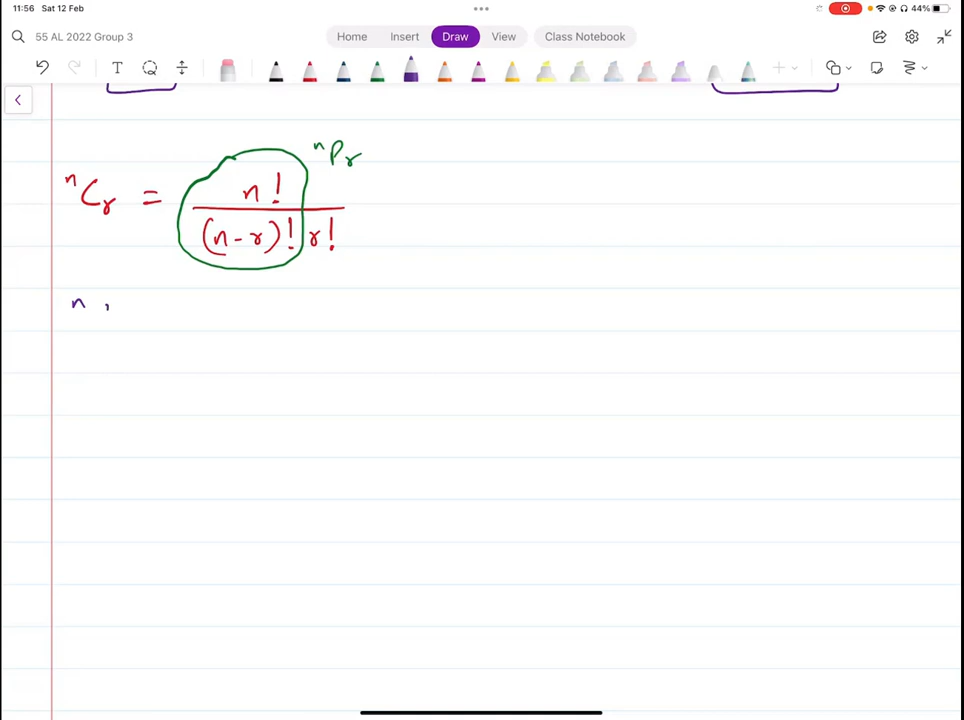 11:56 Sat 12 Feb
44%
55 AL 2022 Group 3
Home Insert Draw View Class Notebook
T
ⁿCᵣ = n! / (n-r)! r!
ⁿPᵣ
n ,